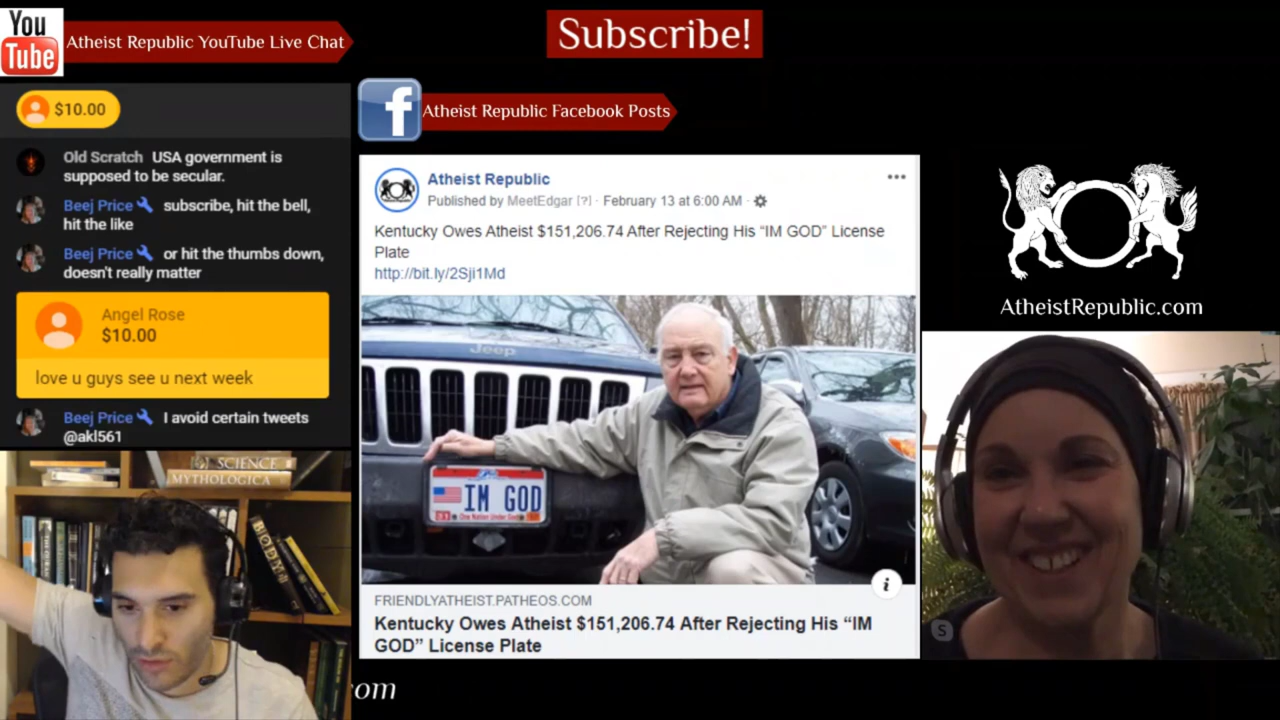 You
Tube
Atheist Republic YouTube Live Chat
Subscribe!
$10.00
Old Scratch USA government is
supposed to be secular.
Beej Price subscribe, hit the bell,
hit the like
Beej Price or hit the thumbs down,
doesn't really matter
Angel Rose
$10.00
love u guys see u next week
Beej Price I avoid certain tweets
@akl561
f
Atheist Republic Facebook Posts
Atheist Republic
Published by MeetEdgar [?] · February 13 at 6:00 AM ·
Kentucky Owes Atheist $151,206.74 After Rejecting His “IM GOD” License
Plate
http://bit.ly/2Sji1Md
Jeep
IM GOD
One Nation Under God
i
FRIENDLYATHEIST.PATHEOS.COM
Kentucky Owes Atheist $151,206.74 After Rejecting His “IM
GOD” License Plate
AtheistRepublic.com
SCIENCE
MYTHOLOGICA
S
om